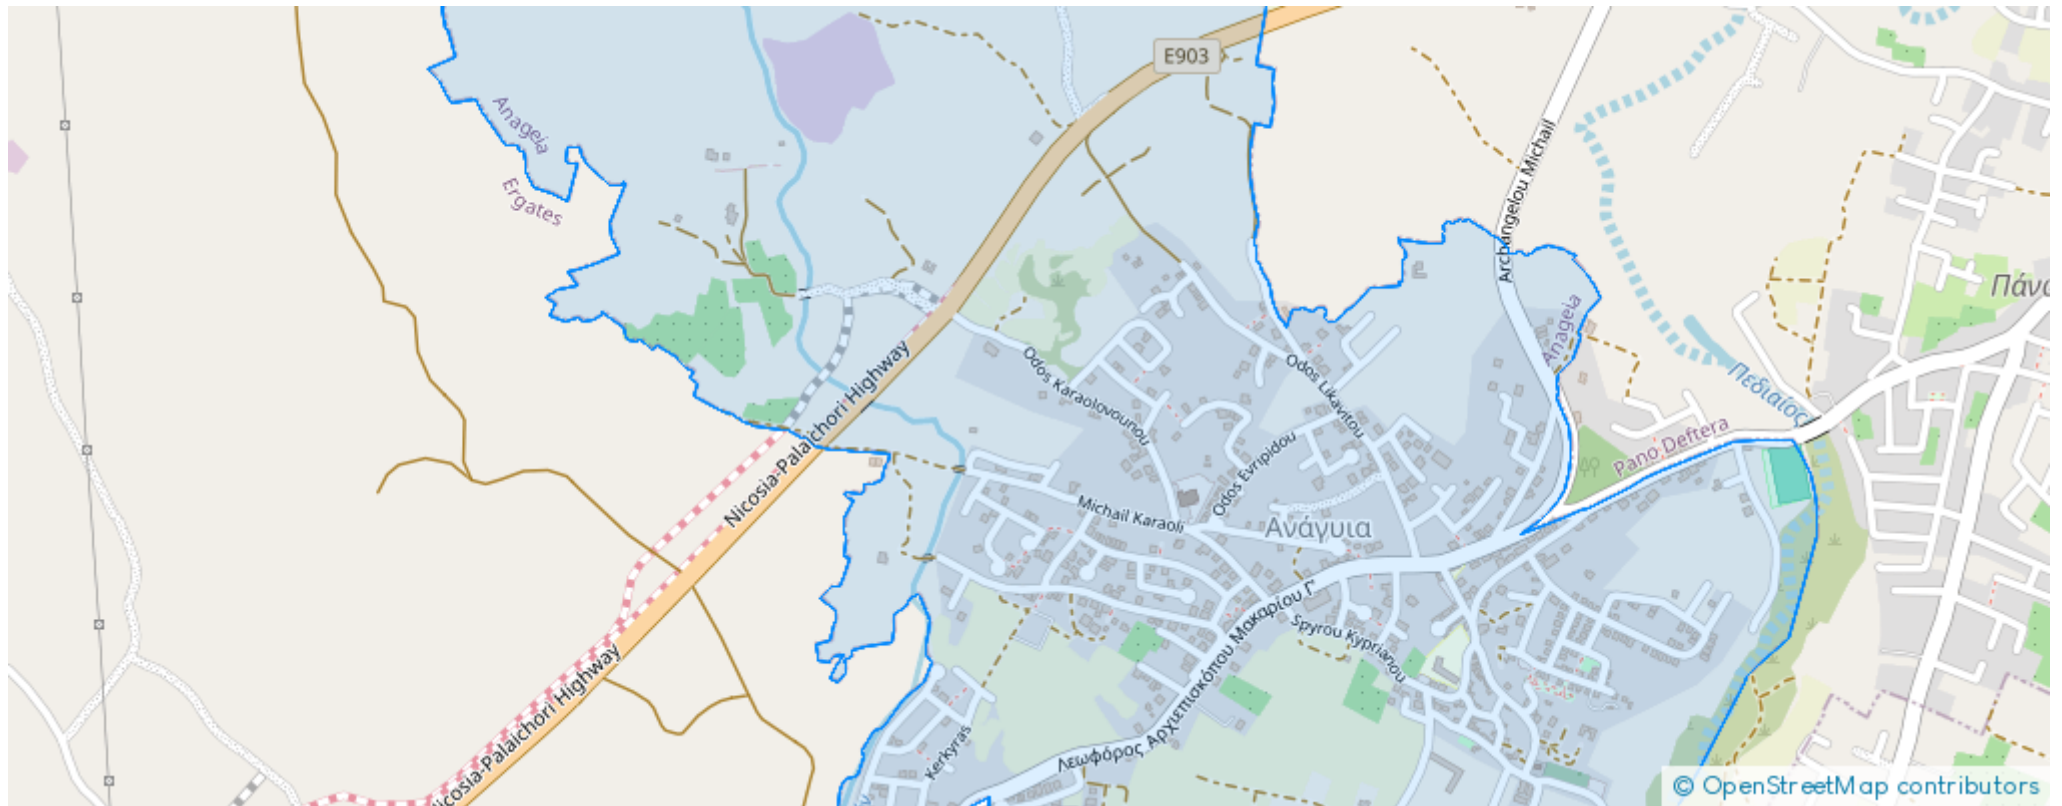 E903
Anageia
Ergates
Archangelou Michail
Πάνω
Anageia
Nicosia-Palaichori Highway
Odos Karaolovounou
Odos Likavitou
Πεδιαίος
Pano Deftera
Odos Evripidou
Michail Karaoli
Ανάγυια
Λεωφόρος Αρχιεπισκόπου Μακαρίου Γ'
Spyrou Kyprianou
Nicosia-Palaichori Highway
Kerkyras
© OpenStreetMap contributors